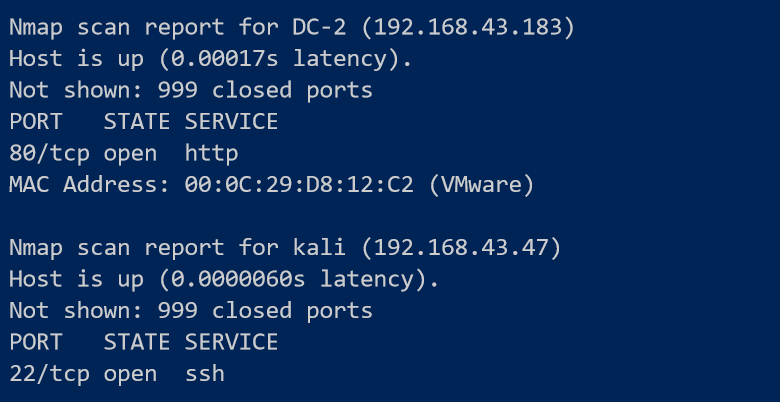 Nmap scan report for DC-2 (192.168.43.183)
Host is up (0.00017s latency).
Not shown: 999 closed ports
PORT   STATE SERVICE
80/tcp open  http
MAC Address: 00:0C:29:D8:12:C2 (VMware)

Nmap scan report for kali (192.168.43.47)
Host is up (0.0000060s latency).
Not shown: 999 closed ports
PORT   STATE SERVICE
22/tcp open  ssh